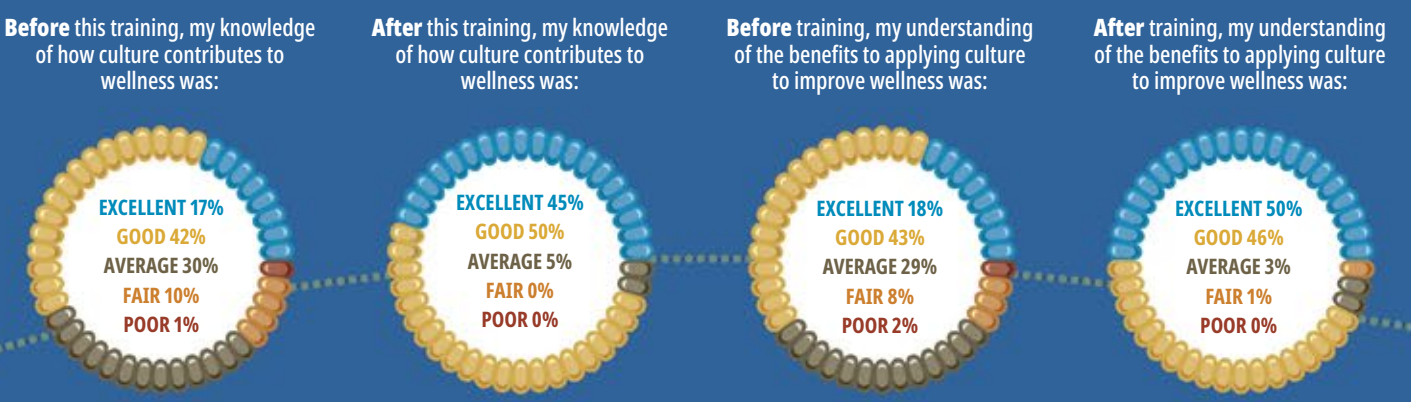 Before this training, my knowledge
of how culture contributes to
wellness was:
EXCELLENT 17%
GOOD 42%
AVERAGE 30%
FAIR 10%
POOR 1%
After this training, my knowledge
of how culture contributes to
wellness was:
EXCELLENT 45%
GOOD 50%
AVERAGE 5%
FAIR 0%
POOR 0%
Before training, my understanding
of the benefits to applying culture
to improve wellness was:
EXCELLENT 18%
GOOD 43%
AVERAGE 29%
FAIR 8%
POOR 2%
After training, my understanding
of the benefits to applying culture
to improve wellness was:
EXCELLENT 50%
GOOD 46%
AVERAGE 3%
FAIR 1%
POOR 0%